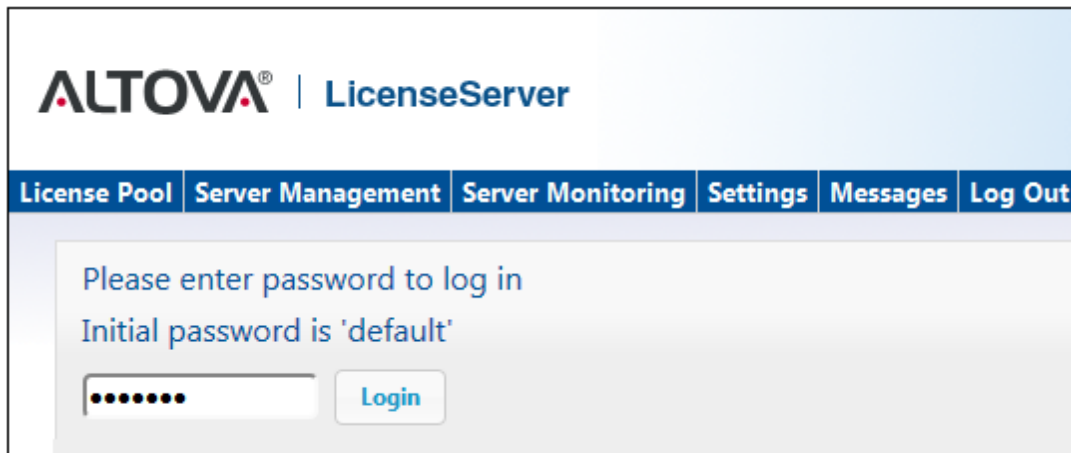 ALTOVA® | LicenseServer
License Pool Server Management Server Monitoring Settings Messages Log Out
Please enter password to log in
Initial password is 'default'
••••••• Login